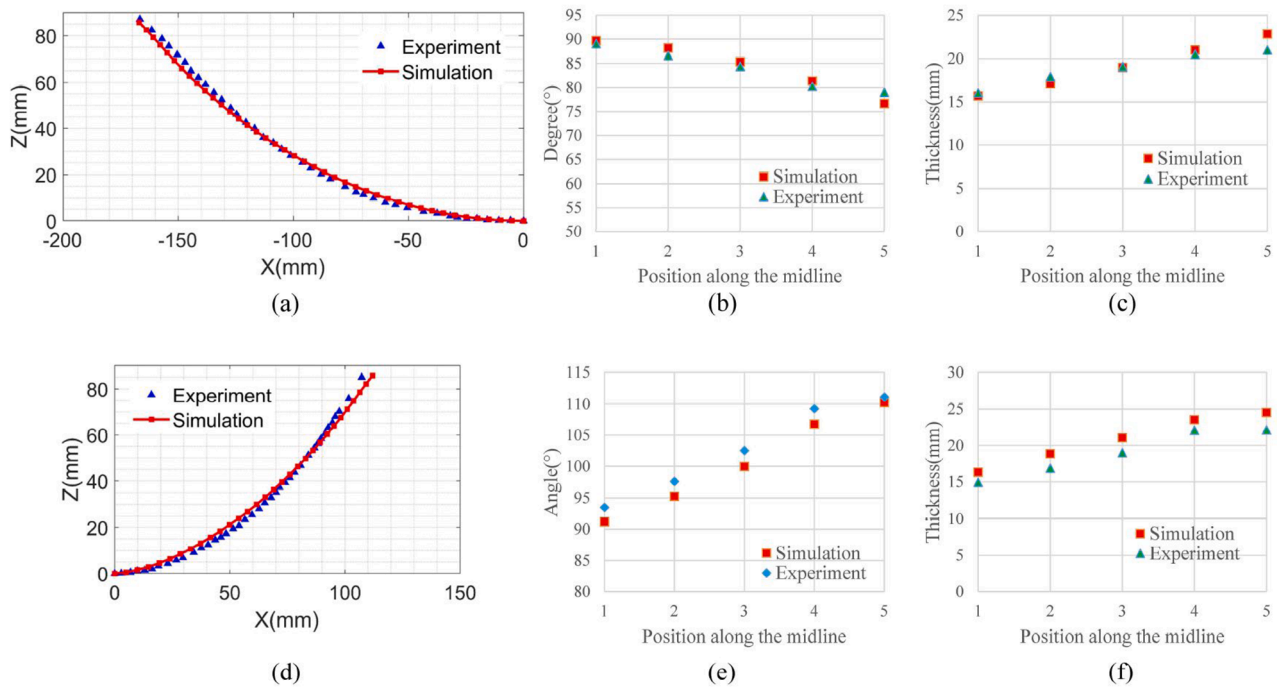 80
60
40
20
0
Z(mm)
Experiment
Simulation
-200 -150 -100 -50 0
X(mm)
(a)
95
90
85
80
75
70
65
60
55
50
Degree(°)
Simulation
Experiment
1 2 3 4 5
Position along the midline
(b)
25
20
15
10
5
0
Thickness(mm)
Simulation
Experiment
1 2 3 4 5
Position along the midline
(c)
80
60
40
20
0
Z(mm)
Experiment
Simulation
0 50 100 150
X(mm)
(d)
115
110
105
100
95
90
85
80
Angle(°)
Simulation
Experiment
1 2 3 4 5
Position along the midline
(e)
30
25
20
15
10
5
0
Thickness(mm)
Simulation
Experiment
1 2 3 4 5
Position along the midline
(f)